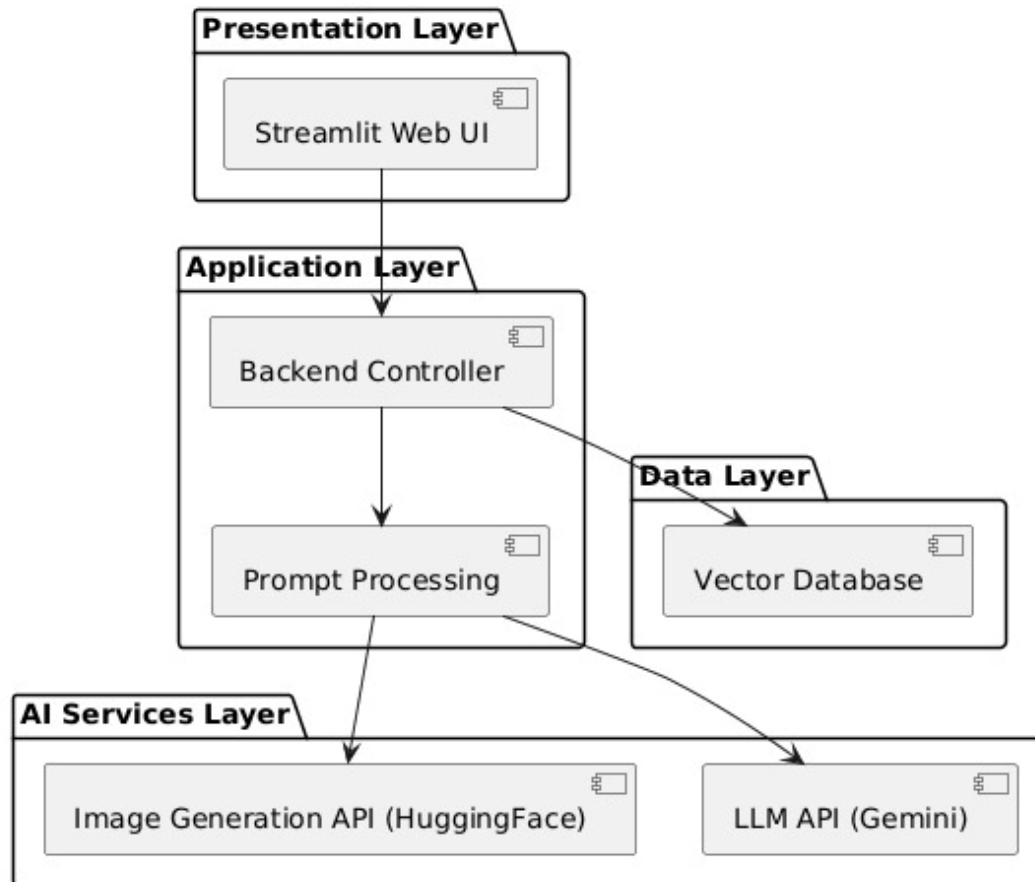 Presentation Layer
Streamlit Web UI
Application Layer
Backend Controller
Data Layer
Prompt Processing
Vector Database
AI Services Layer
Image Generation API (HuggingFace)
LLM API (Gemini)